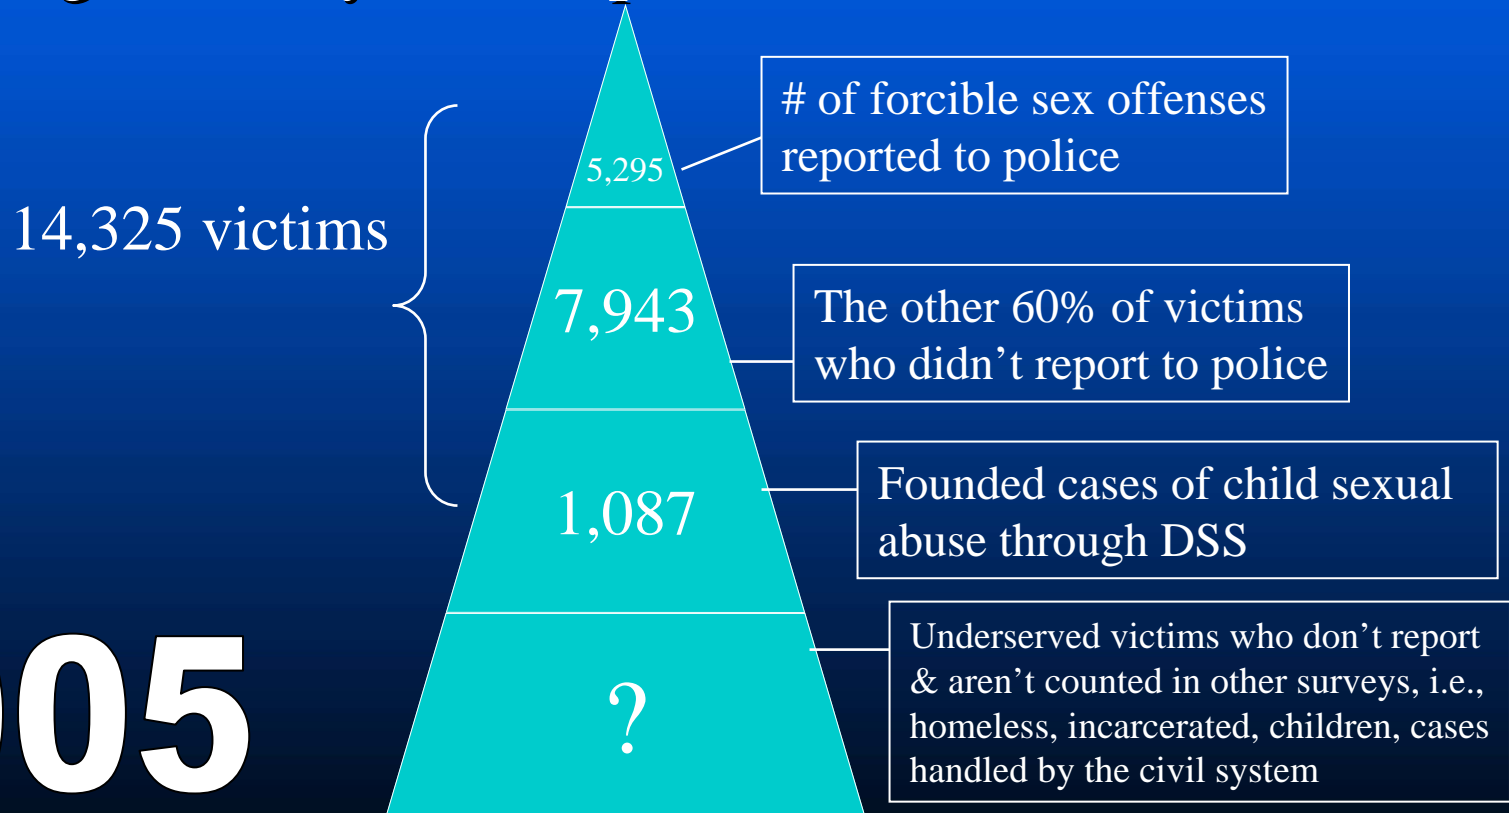 # of forcible sex offenses
reported to police
5,295
14,325 victims
The other 60% of victims
who didn’t report to police
7,943
Founded cases of child sexual
abuse through DSS
1,087
Underserved victims who don’t report
& aren’t counted in other surveys, i.e.,
homeless, incarcerated, children, cases
handled by the civil system
?
05